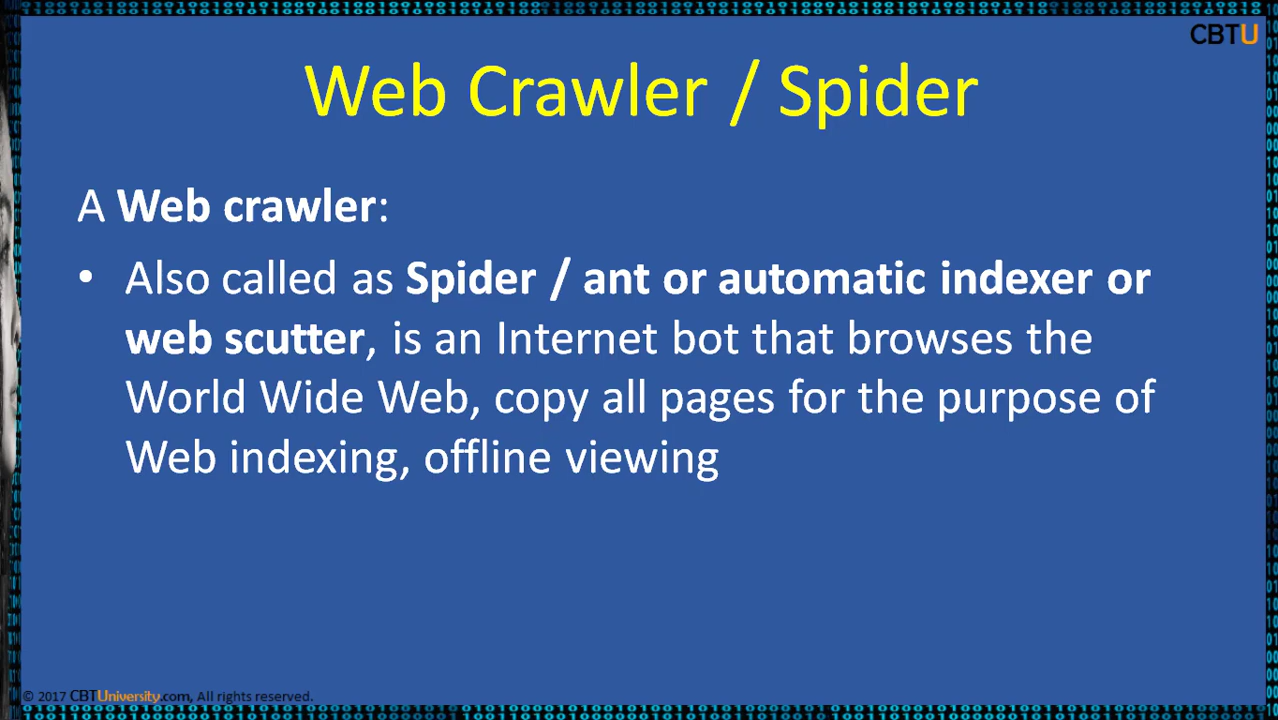 CBTU
Web Crawler / Spider
A Web crawler:
• Also called as Spider / ant or automatic indexer or
web scutter, is an Internet bot that browses the
World Wide Web, copy all pages for the purpose of
Web indexing, offline viewing
© 2017 CBTUniversity.com, All rights reserved.